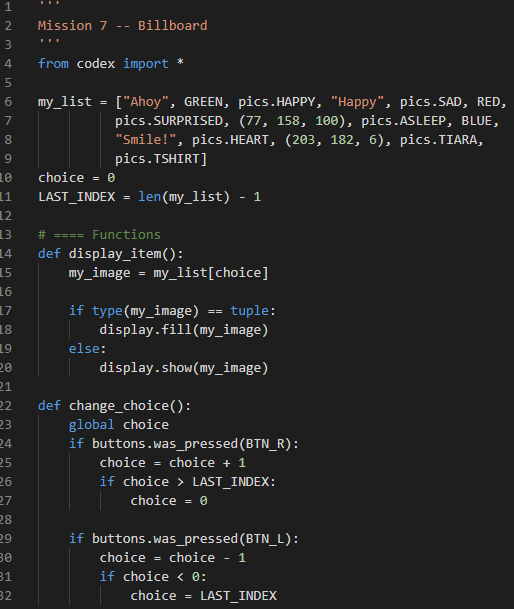 1 '''
2 Mission 7 -- Billboard
3 '''
4 from codex import *
5
6 my_list = ["Ahoy", GREEN, pics.HAPPY, "Happy", pics.SAD, RED,
7           pics.SURPRISED, (77, 158, 100), pics.ASLEEP, BLUE,
8           "Smile!", pics.HEART, (203, 182, 6), pics.TIARA,
9           pics.TSHIRT]
10 choice = 0
11 LAST_INDEX = len(my_list) - 1
12
13 # ==== Functions
14 def display_item():
15     my_image = my_list[choice]
16
17     if type(my_image) == tuple:
18         display.fill(my_image)
19     else:
20         display.show(my_image)
21
22 def change_choice():
23     global choice
24     if buttons.was_pressed(BTN_R):
25         choice = choice + 1
26         if choice > LAST_INDEX:
27             choice = 0
28
29     if buttons.was_pressed(BTN_L):
30         choice = choice - 1
31         if choice < 0:
32             choice = LAST_INDEX